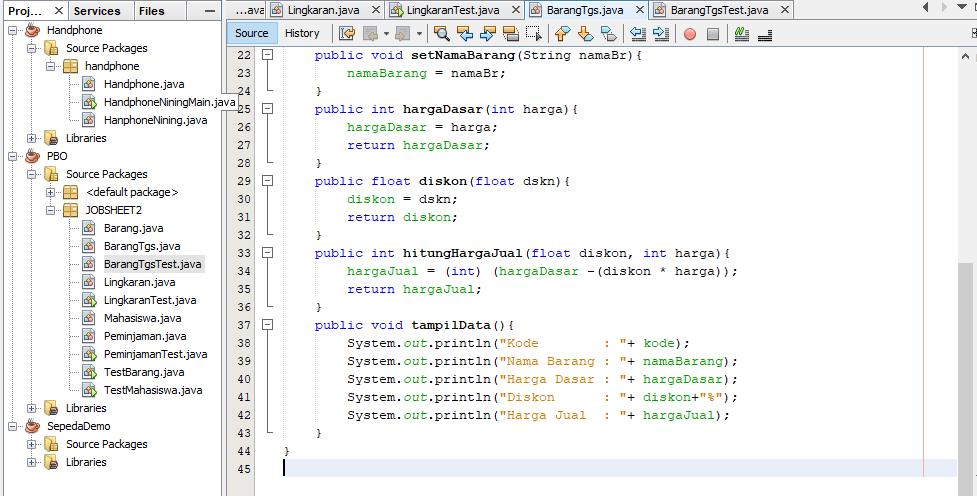 Proj... × Services Files
Handphone
Source Packages
handphone
Handphone.java
HandphoneNiningMain.java
HanphoneNining.java
Libraries
PBO
Source Packages
<default package>
JOBSHEET2
Barang.java
BarangTgs.java
BarangTgsTest.java
Lingkaran.java
LingkaranTest.java
Mahasiswa.java
Peminjaman.java
PeminjamanTest.java
TestBarang.java
TestMahasiswa.java
Libraries
SepedaDemo
Source Packages
Libraries
...ava Lingkaran.java × LingkaranTest.java × BarangTgs.java × BarangTgsTest.java ×
Source History
22 public void setNamaBarang(String namaBr){
23 namaBarang = namaBr;
24 }
25 public int hargaDasar(int harga){
26 hargaDasar = harga;
27 return hargaDasar;
28 }
29 public float diskon(float dskn){
30 diskon = dskn;
31 return diskon;
32 }
33 public int hitungHargaJual(float diskon, int harga){
34 hargaJual = (int) (hargaDasar -(diskon * harga));
35 return hargaJual;
36 }
37 public void tampilData(){
38 System.out.println("Kode        : "+ kode);
39 System.out.println("Nama Barang : "+ namaBarang);
40 System.out.println("Harga Dasar : "+ hargaDasar);
41 System.out.println("Diskon      : "+ diskon+"%");
42 System.out.println("Harga Jual  : "+ hargaJual);
43 }
44 }
45